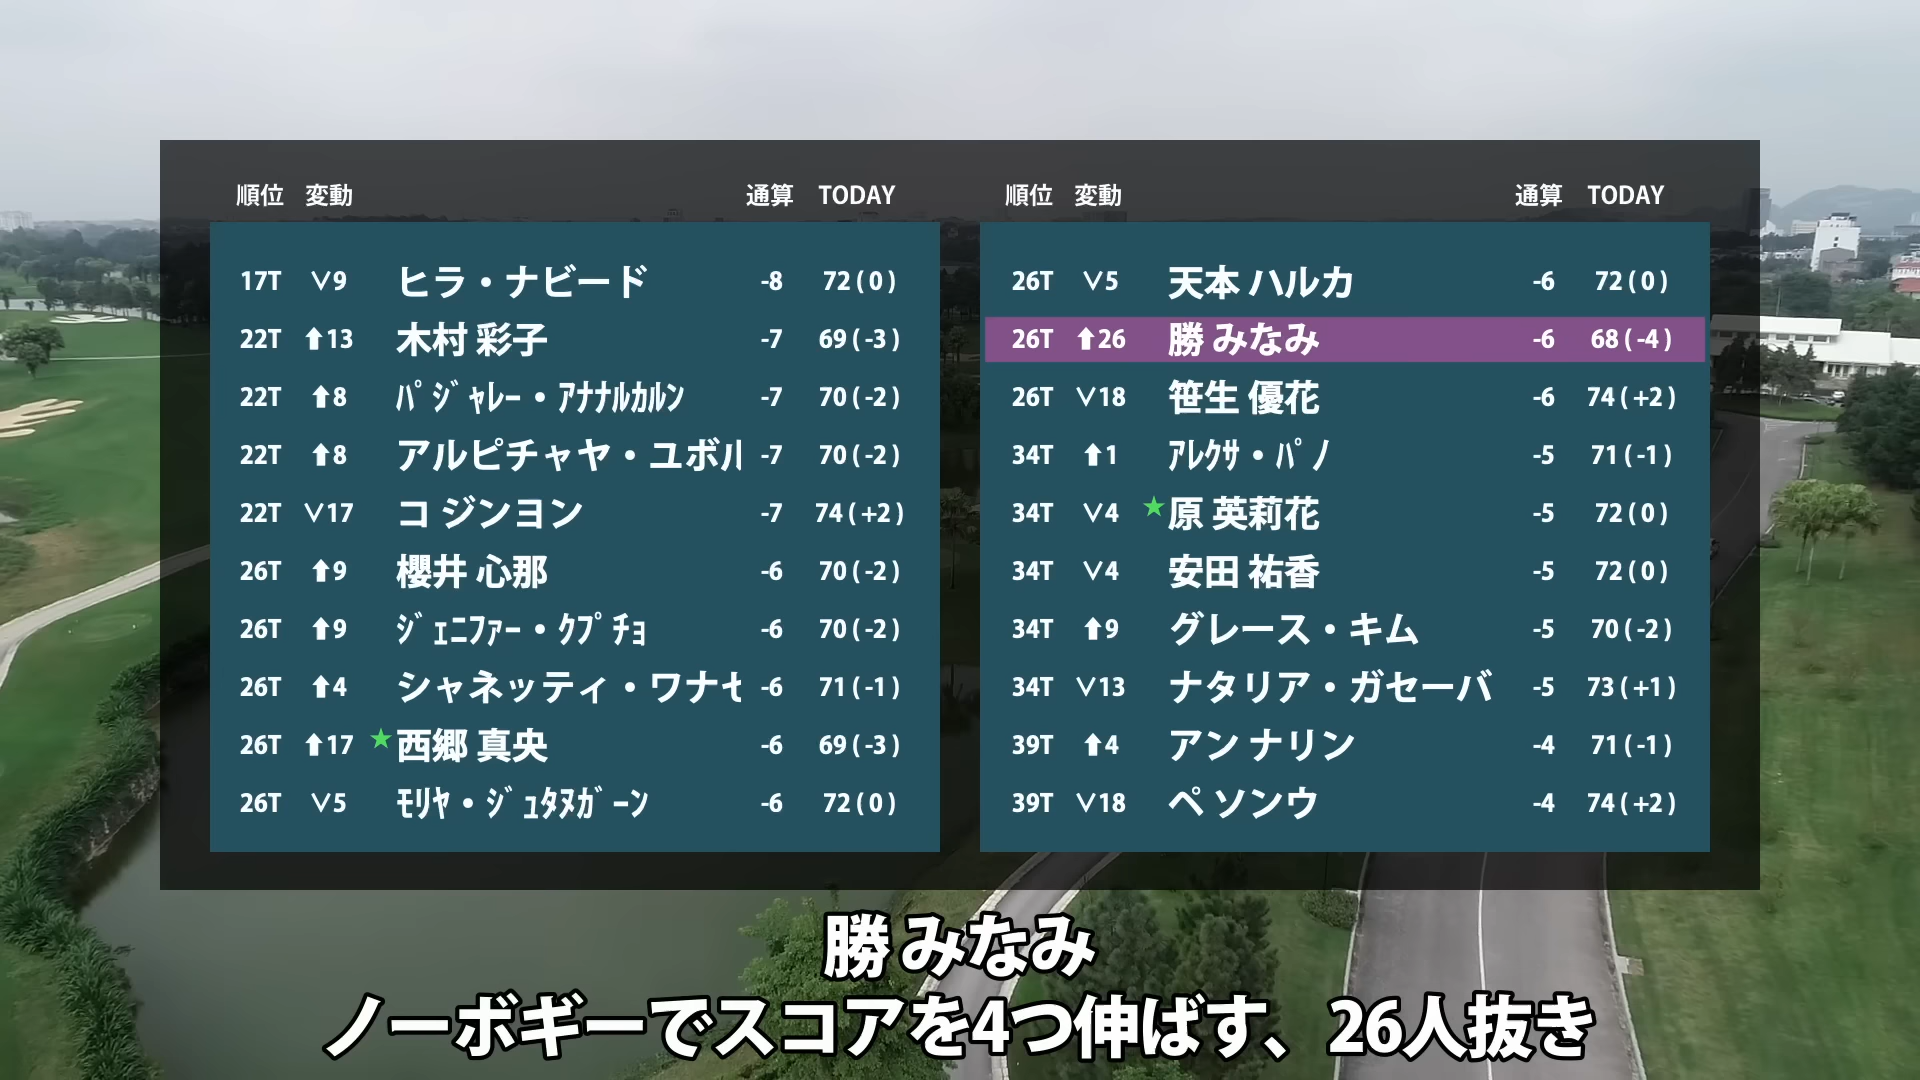 順位 変動 通算 TODAY
17T ∨9 ヒラ・ナビード -8 72 ( 0 )
22T ⬆13 木村 彩子 -7 69 ( -3 )
22T ⬆8 ﾊﾟｼﾞｬﾚｰ・ｱﾅﾅﾙｶﾙﾝ -7 70 ( -2 )
22T ⬆8 アルピチャヤ・ユボル -7 70 ( -2 )
22T ∨17 コ ジンヨン -7 74 ( +2 )
26T ⬆9 櫻井 心那 -6 70 ( -2 )
26T ⬆9 ｼﾞｪﾆﾌｧｰ・ｸﾌﾟﾁｮ -6 70 ( -2 )
26T ⬆4 シャネッティ・ワナセ -6 71 ( -1 )
26T ⬆17 ★西郷 真央 -6 69 ( -3 )
26T ∨5 ﾓﾘﾔ・ｼﾞｭﾀﾇｶﾞｰﾝ -6 72 ( 0 )
順位 変動 通算 TODAY
26T ∨5 天本 ハルカ -6 72 ( 0 )
26T ⬆26 勝 みなみ -6 68 ( -4 )
26T ∨18 笹生 優花 -6 74 ( +2 )
34T ⬆1 ｱﾚｸｻ・ﾊﾟﾉ -5 71 ( -1 )
34T ∨4 ★原 英莉花 -5 72 ( 0 )
34T ∨4 安田 祐香 -5 72 ( 0 )
34T ⬆9 グレース・キム -5 70 ( -2 )
34T ∨13 ナタリア・ガセーバ -5 73 ( +1 )
39T ⬆4 アン ナリン -4 71 ( -1 )
39T ∨18 ペ ソンウ -4 74 ( +2 )
勝 みなみ
ノーボギーでスコアを4つ伸ばす、26人抜き